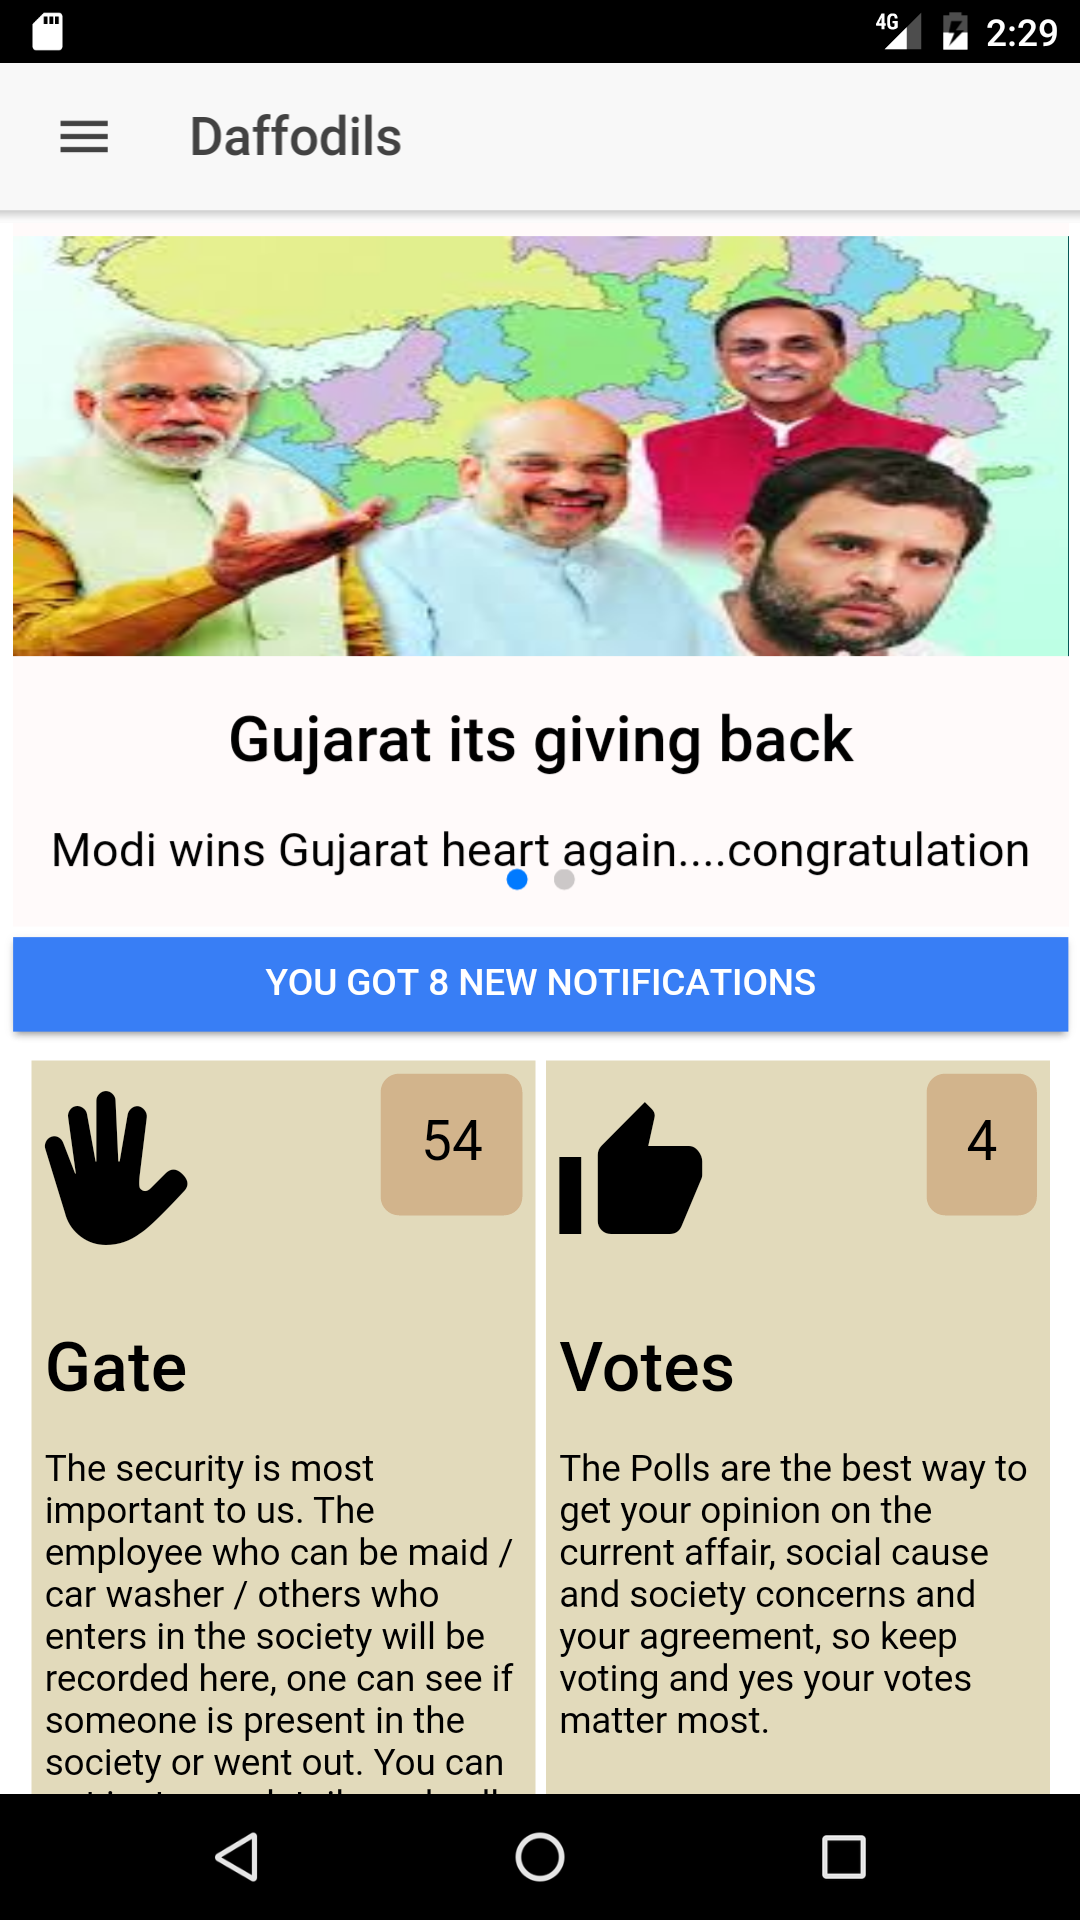 4G 2:29
Daffodils
Gujarat its giving back
Modi wins Gujarat heart again....congratulation
YOU GOT 8 NEW NOTIFICATIONS
54
Gate
The security is most
important to us. The
employee who can be maid /
car washer / others who
enters in the society will be
recorded here, one can see if
someone is present in the
society or went out. You can
4
Votes
The Polls are the best way to
get your opinion on the
current affair, social cause
and society concerns and
your agreement, so keep
voting and yes your votes
matter most.